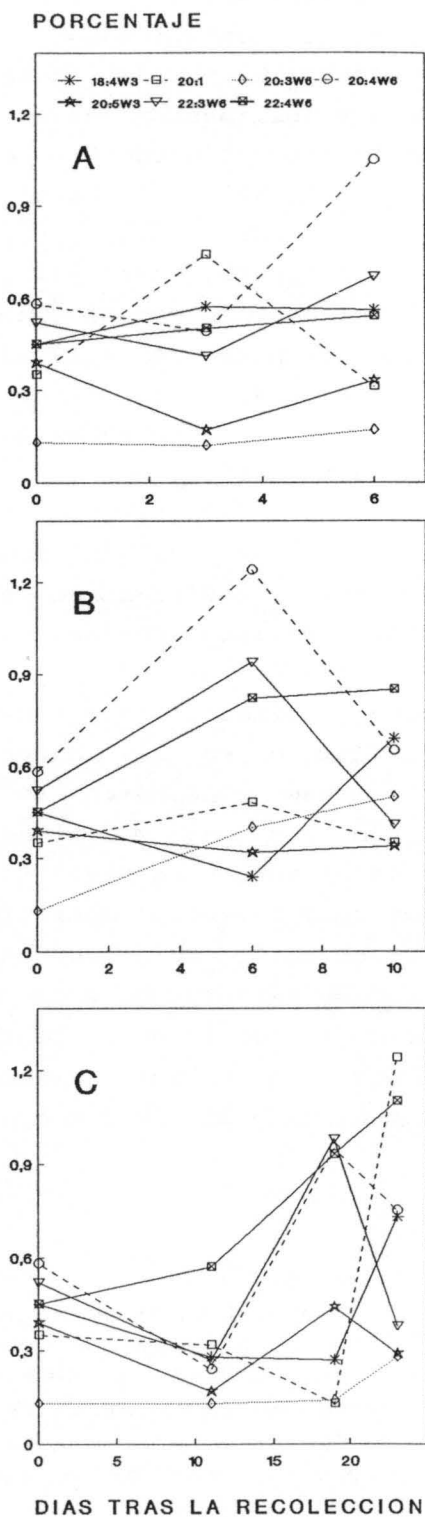 PORCENTAJE
18:4W3 20:1 20:3W6 20:4W6
20:5W3 22:3W6 22:4W6
1,2
A
0,9
0,6
0,3
0
0 2 4 6
1,2
B
0,9
0,6
0,3
0
0 2 4 6 8 10
1,2
C
0,9
0,6
0,3
0
0 5 10 15 20
DIAS TRAS LA RECOLECCION